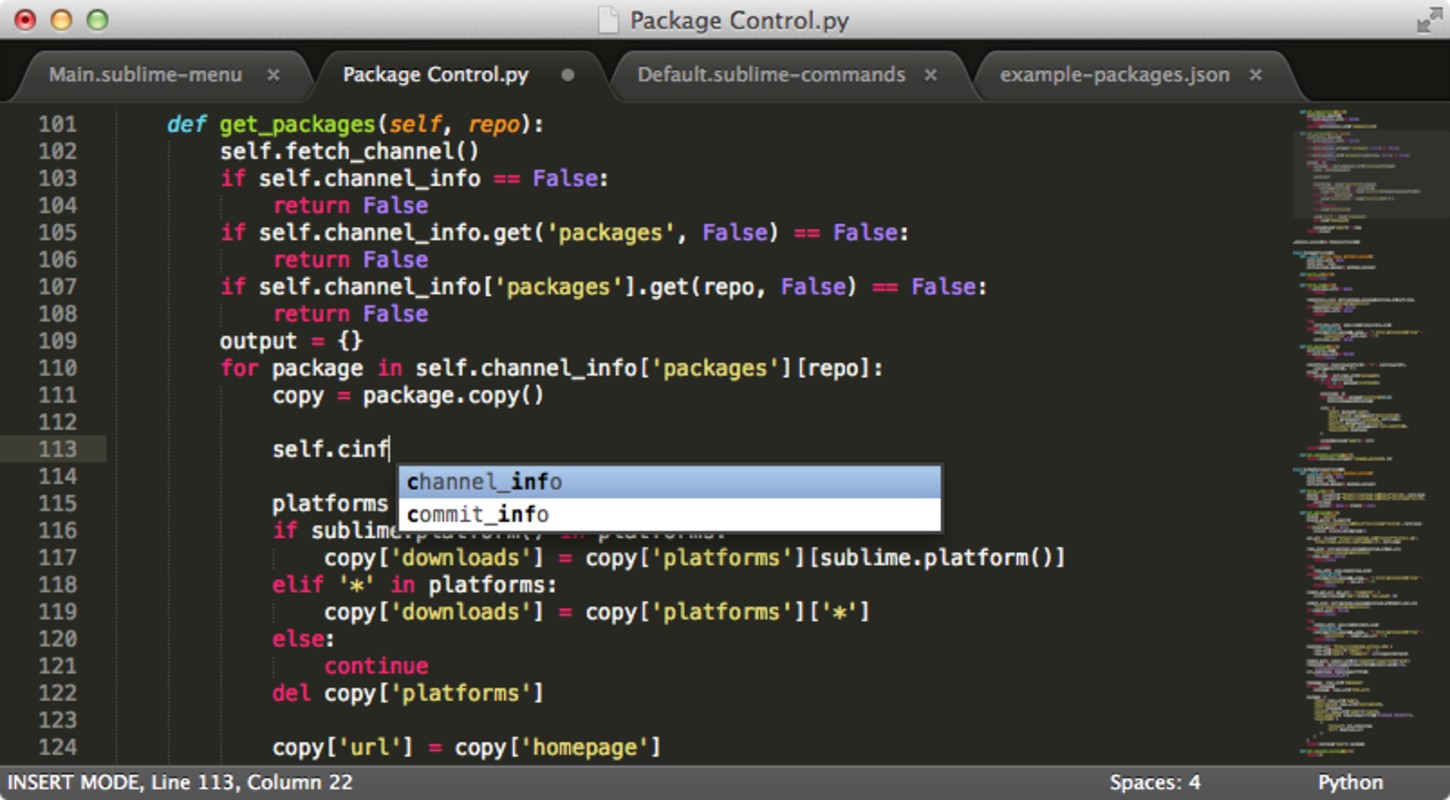 Package Control.py
Main.sublime-menu × Package Control.py Default.sublime-commands × example-packages.json ×
101 def get_packages(self, repo):
102 self.fetch_channel()
103 if self.channel_info == False:
104 return False
105 if self.channel_info.get('packages', False) == False:
106 return False
107 if self.channel_info['packages'].get(repo, False) == False:
108 return False
109 output = {}
110 for package in self.channel_info['packages'][repo]:
111 copy = package.copy()
112
113 self.cinf
channel_info
commit_info
114
115 platforms
116 if sublime.platform() in platforms:
117 copy['downloads'] = copy['platforms'][sublime.platform()]
118 elif '*' in platforms:
119 copy['downloads'] = copy['platforms']['*']
120 else:
121 continue
122 del copy['platforms']
123
124 copy['url'] = copy['homepage']
INSERT MODE, Line 113, Column 22 Spaces: 4 Python